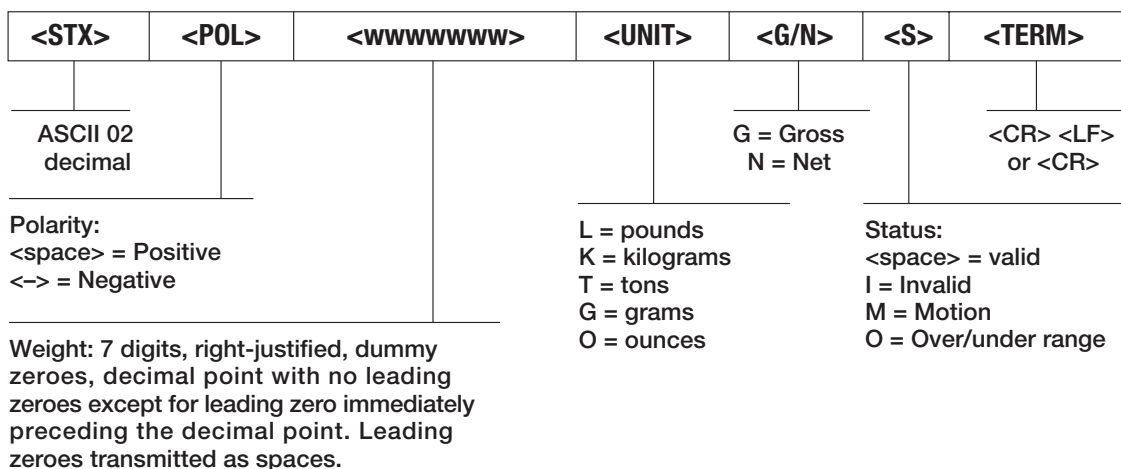 <STX> <POL> <wwwwwww> <UNIT> <G/N> <S> <TERM>
ASCII 02
decimal
G = Gross
N = Net
<CR> <LF>
or <CR>
Polarity:
<space> = Positive
<–> = Negative
L = pounds
K = kilograms
T = tons
G = grams
O = ounces
Status:
<space> = valid
I = Invalid
M = Motion
O = Over/under range
Weight: 7 digits, right-justified, dummy
zeroes, decimal point with no leading
zeroes except for leading zero immediately
preceding the decimal point. Leading
zeroes transmitted as spaces.